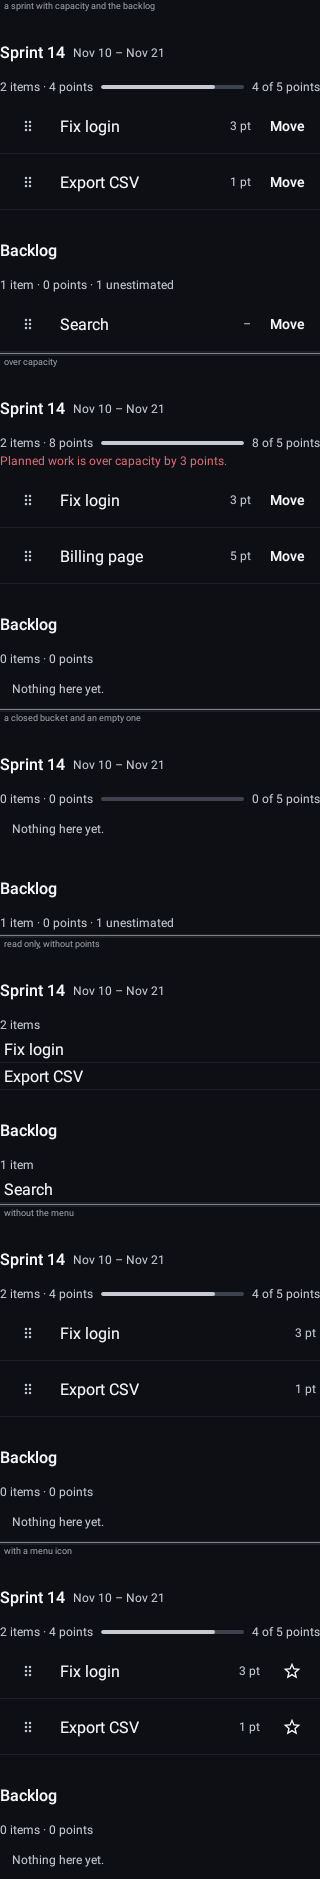 a sprint with capacity and the backlog
Sprint 14 Nov 10 – Nov 21
2 items · 4 points 4 of 5 points
Fix login 3 pt Move
Export CSV 1 pt Move
Backlog
1 item · 0 points · 1 unestimated
Search – Move
over capacity
Sprint 14 Nov 10 – Nov 21
2 items · 8 points 8 of 5 points
Planned work is over capacity by 3 points.
Fix login 3 pt Move
Billing page 5 pt Move
Backlog
0 items · 0 points
Nothing here yet.
a closed bucket and an empty one
Sprint 14 Nov 10 – Nov 21
0 items · 0 points 0 of 5 points
Nothing here yet.
Backlog
1 item · 0 points · 1 unestimated
read only, without points
Sprint 14 Nov 10 – Nov 21
2 items
Fix login
Export CSV
Backlog
1 item
Search
without the menu
Sprint 14 Nov 10 – Nov 21
2 items · 4 points 4 of 5 points
Fix login 3 pt
Export CSV 1 pt
Backlog
0 items · 0 points
Nothing here yet.
with a menu icon
Sprint 14 Nov 10 – Nov 21
2 items · 4 points 4 of 5 points
Fix login 3 pt
Export CSV 1 pt
Backlog
0 items · 0 points
Nothing here yet.